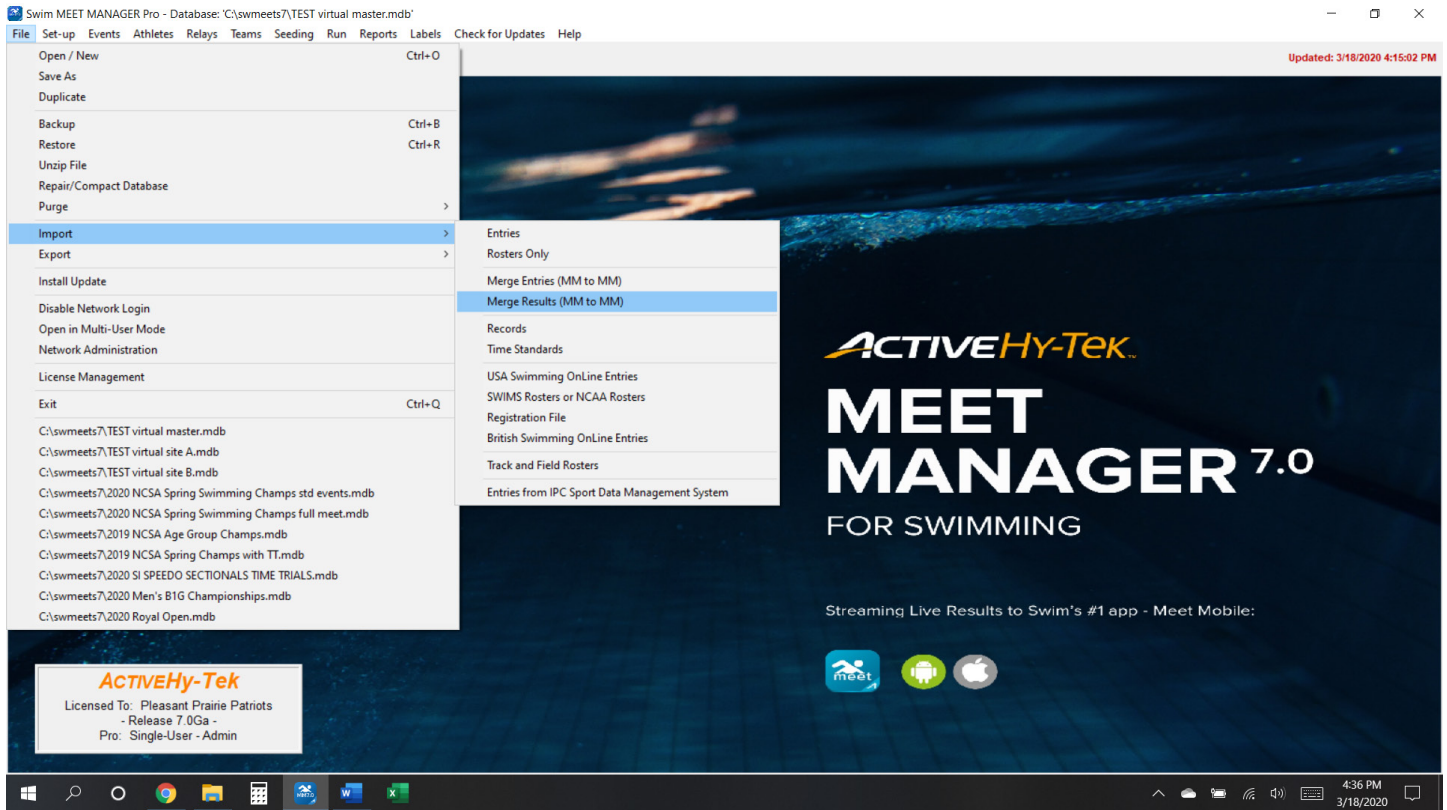 Swim MEET MANAGER Pro - Database: 'C:\swmeets7\TEST virtual master.mdb'
File Set-up Events Athletes Relays Teams Seeding Run Reports Labels Check for Updates Help
Updated: 3/18/2020 4:15:02 PM
Open / New Ctrl+O
Save As
Duplicate
Backup Ctrl+B
Restore Ctrl+R
Unzip File
Repair/Compact Database
Purge >
Import >
Export >
Install Update
Disable Network Login
Open in Multi-User Mode
Network Administration
License Management
Exit Ctrl+Q
C:\swmeets7\TEST virtual master.mdb
C:\swmeets7\TEST virtual site A.mdb
C:\swmeets7\TEST virtual site B.mdb
C:\swmeets7\2020 NCSA Spring Swimming Champs std events.mdb
C:\swmeets7\2020 NCSA Spring Swimming Champs full meet.mdb
C:\swmeets7\2019 NCSA Age Group Champs.mdb
C:\swmeets7\2019 NCSA Spring Champs with TT.mdb
C:\swmeets7\2020 SI SPEEDO SECTIONALS TIME TRIALS.mdb
C:\swmeets7\2020 Men's B1G Championships.mdb
C:\swmeets7\2020 Royal Open.mdb
Entries
Rosters Only
Merge Entries (MM to MM)
Merge Results (MM to MM)
Records
Time Standards
USA Swimming OnLine Entries
SWIMS Rosters or NCAA Rosters
Registration File
British Swimming OnLine Entries
Track and Field Rosters
Entries from IPC Sport Data Management System
ACTIVEHy-Tek™
MEET
MANAGER 7.0
FOR SWIMMING
Streaming Live Results to Swim's #1 app - Meet Mobile:
meet
ACTIVEHy-Tek
Licensed To: Pleasant Prairie Patriots
- Release 7.0Ga -
Pro: Single-User - Admin
4:36 PM
3/18/2020